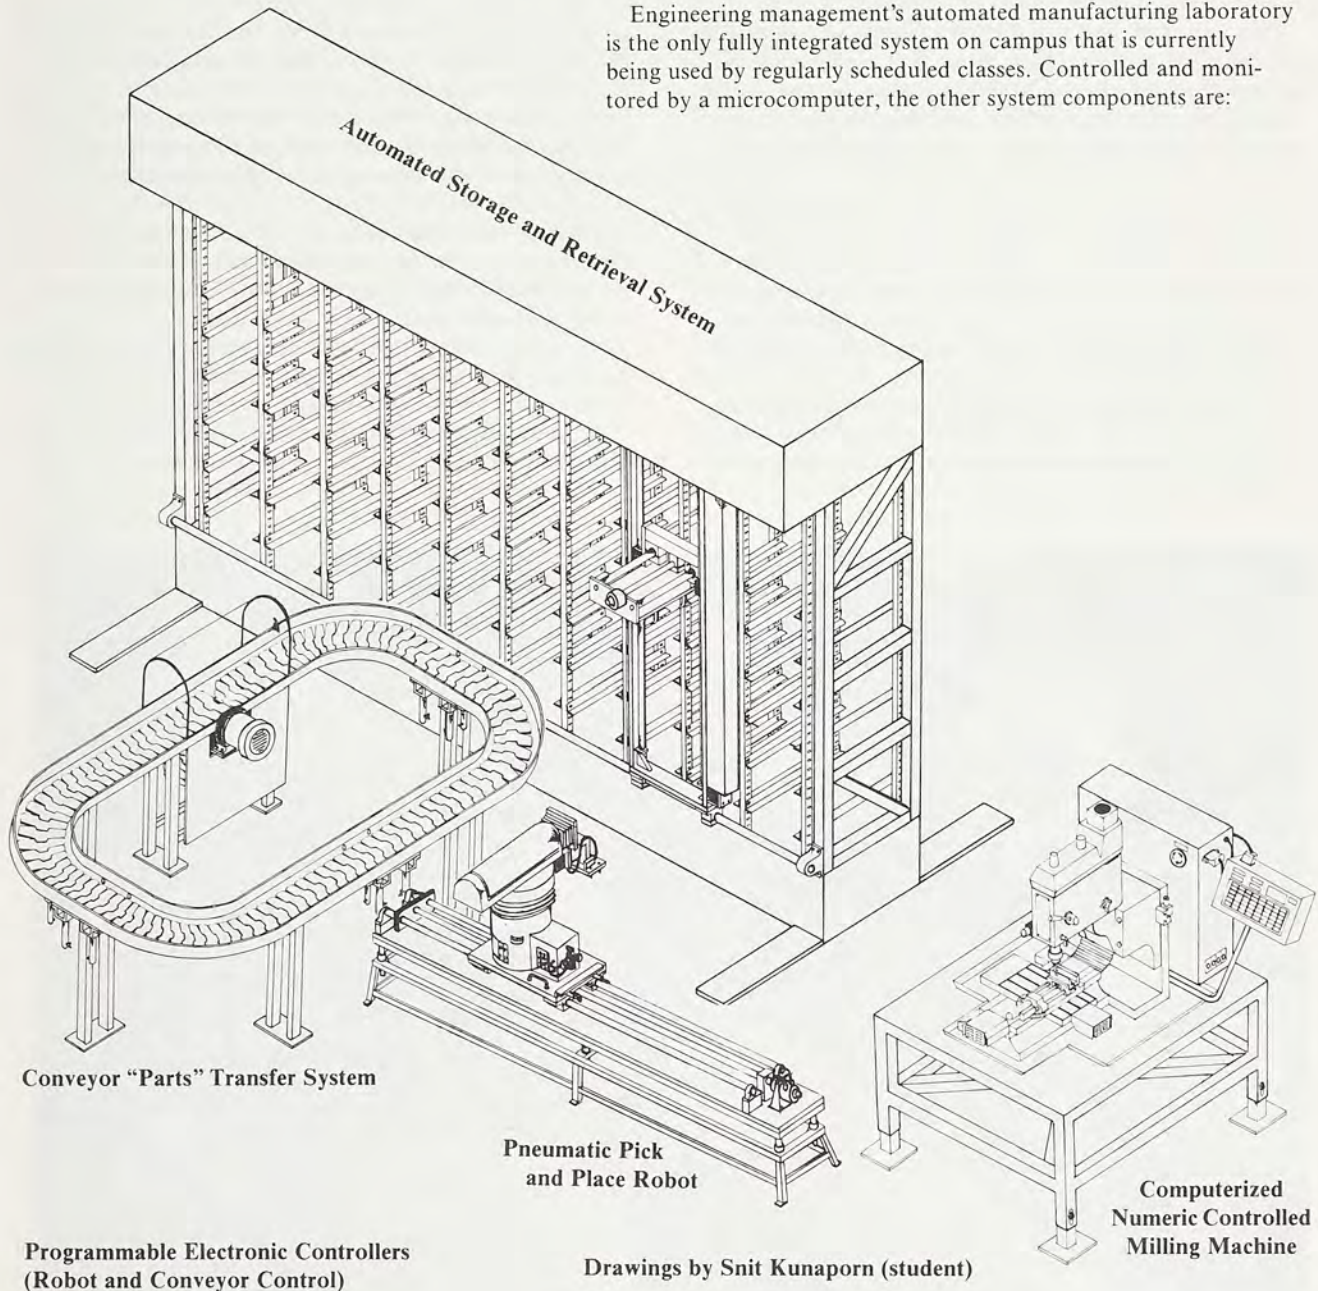 Engineering management's automated manufacturing laboratory
is the only fully integrated system on campus that is currently
being used by regularly scheduled classes. Controlled and moni-
tored by a microcomputer, the other system components are:
Automated Storage and Retrieval System
Conveyor “Parts” Transfer System
Pneumatic Pick
and Place Robot
Computerized
Numeric Controlled
Milling Machine
Programmable Electronic Controllers
(Robot and Conveyor Control)
Drawings by Snit Kunaporn (student)